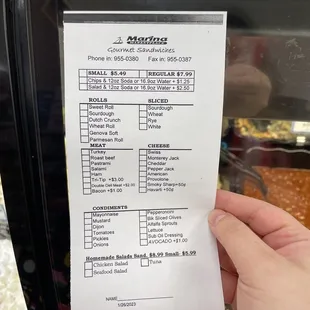 Marina
Gourmet Sandwiches
Phone in: 955-0380 Fax in: 955-0387
SMALL $5.49 REGULAR $7.99
Chips & 12oz Soda or 16.9oz Water + $1.25
Salad & 12oz Soda or 16.9oz Water + $2.50
ROLLS SLICED
Sweet Roll Sourdough
Sourdough Wheat
Dutch Crunch Rye
Wheat Roll White
Genova Soft
Parmesan Roll
MEAT CHEESE
Turkey Swiss
Roast beef Monterey Jack
Pastrami Cheddar
Salami Pepper Jack
Ham American
Tri-Tip +$3.00 Provolone
Double Deli Meat +$2.00 Smoky Sharp+50¢
Bacon +$1.00 Havarti+50¢
CONDIMENTS
Mayonnaise Pepperoncini
Mustard Blk Sliced Olives
Dijon Alfalfa Sprouts
Tomatoes Lettuce
Pickles Sub-Oil Dressing
Onions AVOCADO +$1.00
Homemade Salads Sand. $8.99 Small: $5.99
Chicken Salad Tuna
Seafood Salad
NAME
1/26/2023